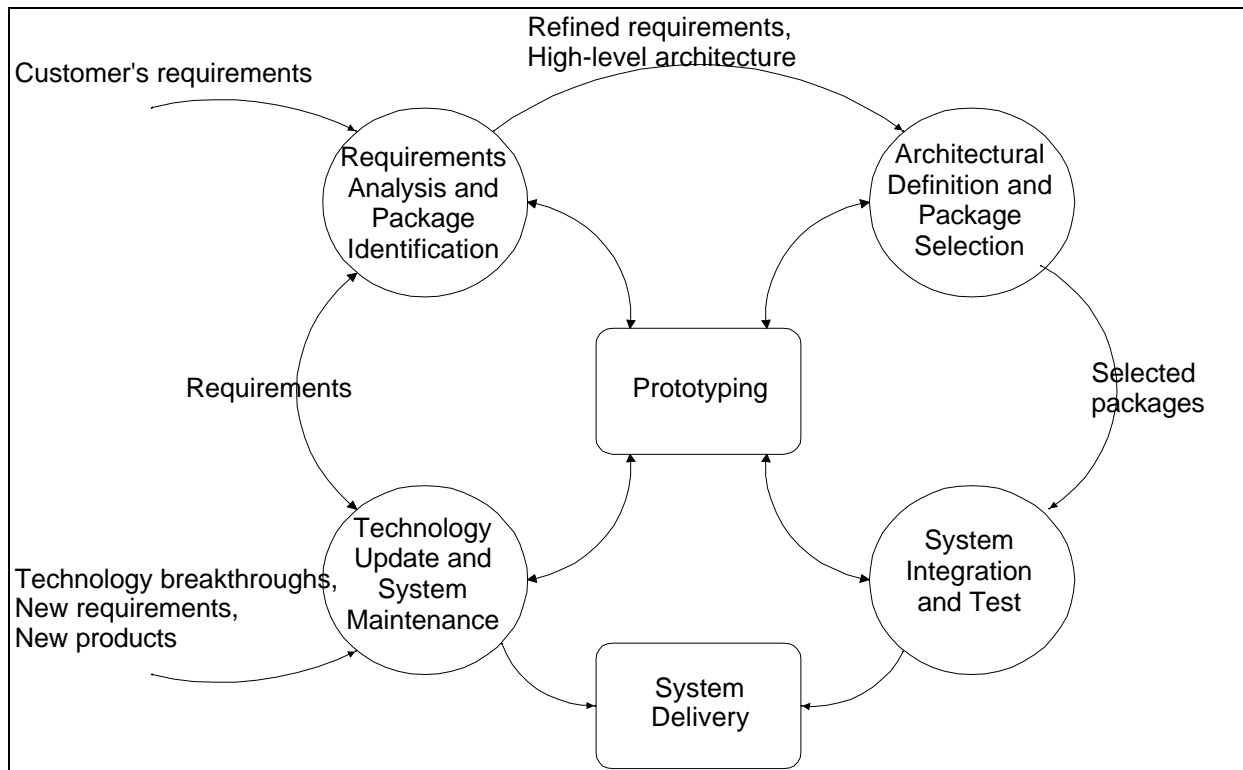 Refined requirements,
High-level architecture
Customer's requirements
Requirements
Analysis and
Package
Identification
Architectural
Definition and
Package
Selection
Requirements
Prototyping
Selected
packages
Technology
Update and
System
Maintenance
System
Integration
and Test
Technology breakthroughs,
New requirements,
New products
System
Delivery